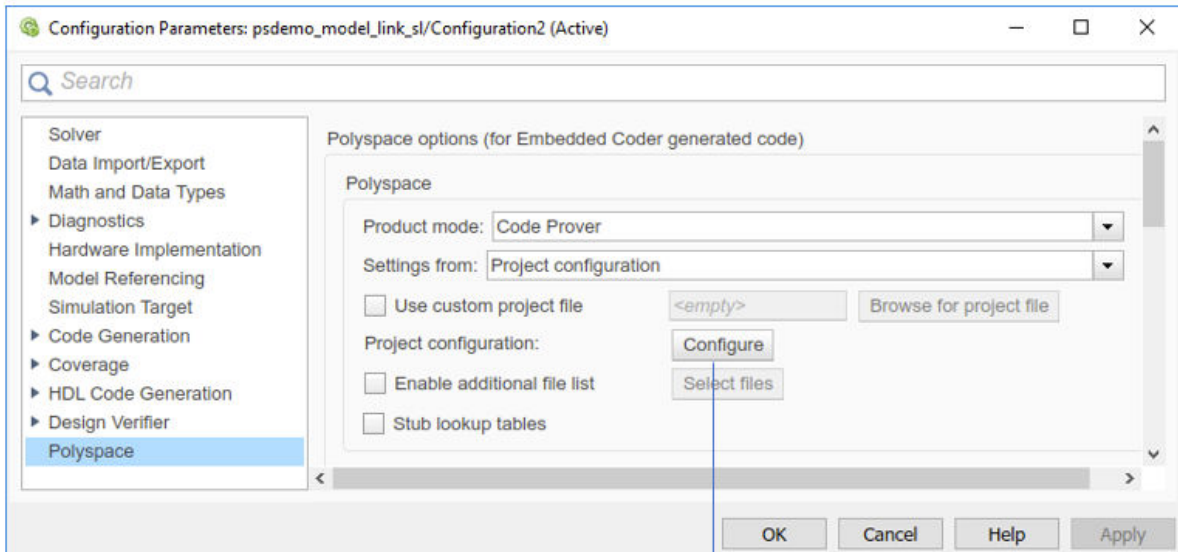 Configuration Parameters: psdemo_model_link_sl/Configuration2 (Active)
Search
Solver
Data Import/Export
Math and Data Types
Diagnostics
Hardware Implementation
Model Referencing
Simulation Target
Code Generation
Coverage
HDL Code Generation
Design Verifier
Polyspace
Polyspace options (for Embedded Coder generated code)
Polyspace
Product mode: Code Prover
Settings from: Project configuration
Use custom project file <empty> Browse for project file
Project configuration: Configure
Enable additional file list Select files
Stub lookup tables
OK Cancel Help Apply